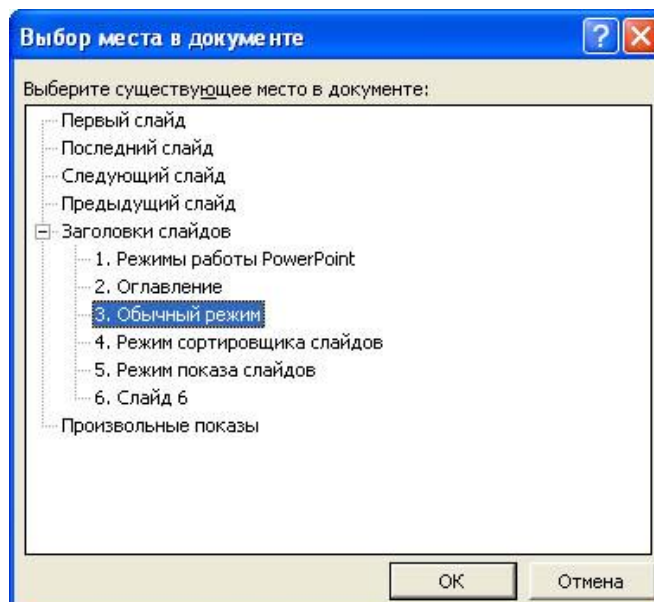 Выбор места в документе
Выберите существующее место в документе:
Первый слайд
Последний слайд
Следующий слайд
Предыдущий слайд
Заголовки слайдов
1. Режимы работы PowerPoint
2. Оглавление
3. Обычный режим
4. Режим сортировщика слайдов
5. Режим показа слайдов
6. Слайд 6
Произвольные показы
ОК Отмена